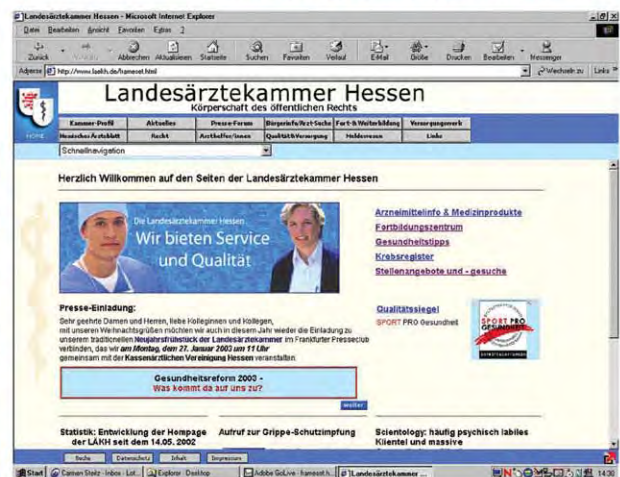 Landesärztekammer Hessen - Microsoft Internet Explorer
Datei Bearbeiten Ansicht Favoriten Extras ?
Zurück Abbrechen Aktualisieren Startseite Suchen Favoriten Verlauf E-Mail Größe Drucken Bearbeiten Messenger
Adresse http://www.laekh.de/frameset.html Wechseln zu Links
Landesärztekammer Hessen
Körperschaft des öffentlichen Rechts
HOME
Kammer-Profil Aktuelles Presse-Forum Bürgerinfo/Arzt-Suche Fort- & Weiterbildung Versorgungswerk
Hessisches Ärzteblatt Recht Arzthelfer/innen Qualität & Versorgung Meldewesen Links
Schnellnavigation
Herzlich Willkommen auf den Seiten der Landesärztekammer Hessen
Die Landesärztekammer Hessen
Wir bieten Service
und Qualität
Arzneimittelinfo & Medizinprodukte
Fortbildungszentrum
Gesundheitstipps
Krebsregister
Stellenangebote und -gesuche
Presse-Einladung:
Sehr geehrte Damen und Herren, liebe Kolleginnen und Kollegen,
mit unseren Weihnachtsgrüßen möchten wir auch in diesem Jahr wieder die Einladung zu
unserem traditionellen Neujahrsfrühstück der Landesärztekammer im Frankfurter Presseclub
verbinden, das wir am Montag, dem 27. Januar 2003 um 11 Uhr
gemeinsam mit der Kassenärztlichen Vereinigung Hessen veranstalten.
Qualitätssiegel
SPORT PRO Gesundheit
SPORT PRO
GESUNDHEIT
Gesundheitsreform 2003 -
Was kommt da auf uns zu?
weiter
Statistik: Entwicklung der Hompage
der LÄKH seit dem 14.05. 2002
Aufruf zur Grippe-Schutzimpfung
Scientology: häufig psychisch labiles
Klientel und massive
Suche Datenschutz Inhalt Impressum
Start Carmen Steitz - Inbox - Lot... Explorer - Desktop Adobe GoLive - frameset.h... Landesärztekammer ... 14:30